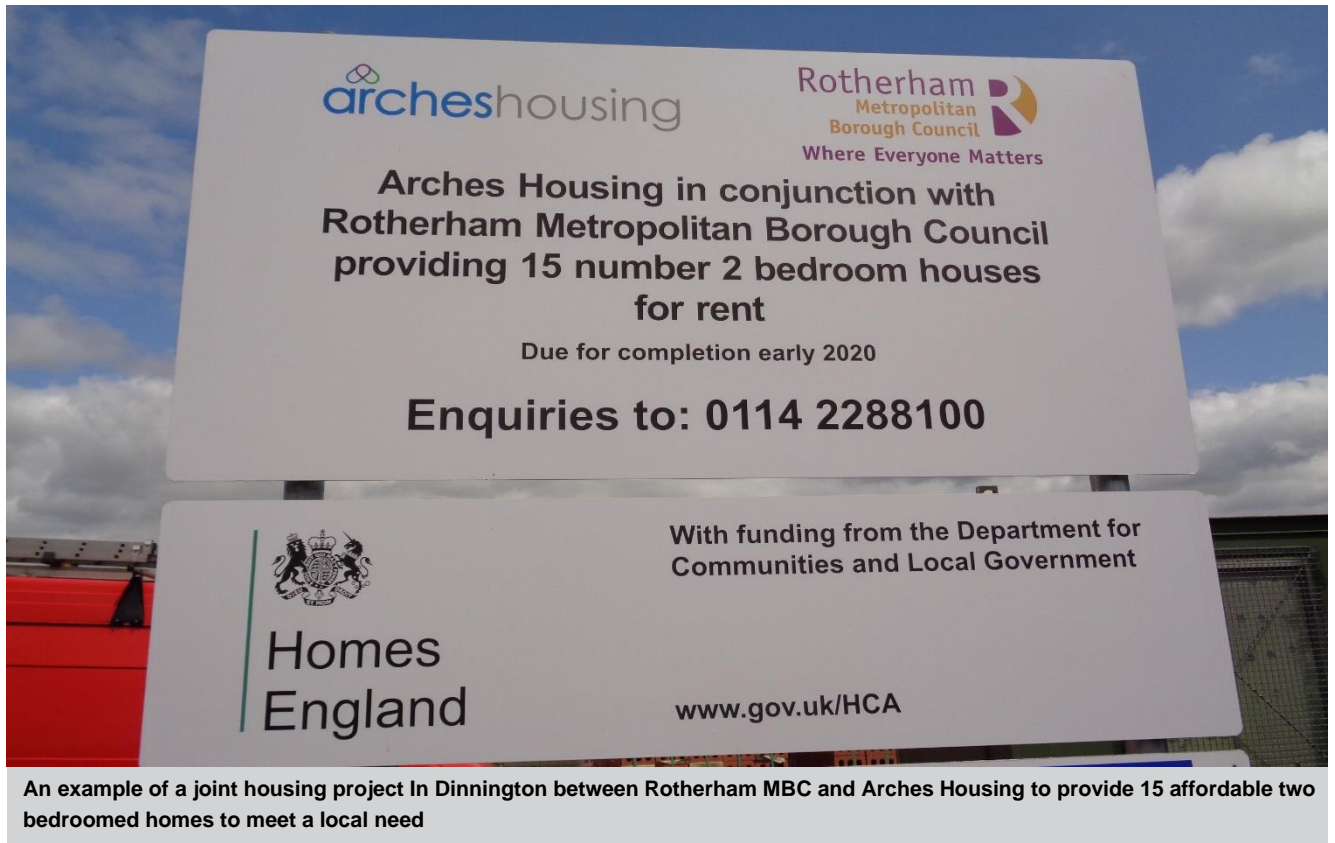 archeshousing
Rotherham
Metropolitan
Borough Council
Where Everyone Matters
Arches Housing in conjunction with
Rotherham Metropolitan Borough Council
providing 15 number 2 bedroom houses
for rent
Due for completion early 2020
Enquiries to: 0114 2288100
Homes
England
With funding from the Department for
Communities and Local Government
www.gov.uk/HCA
An example of a joint housing project In Dinnington between Rotherham MBC and Arches Housing to provide 15 affordable two
bedroomed homes to meet a local need